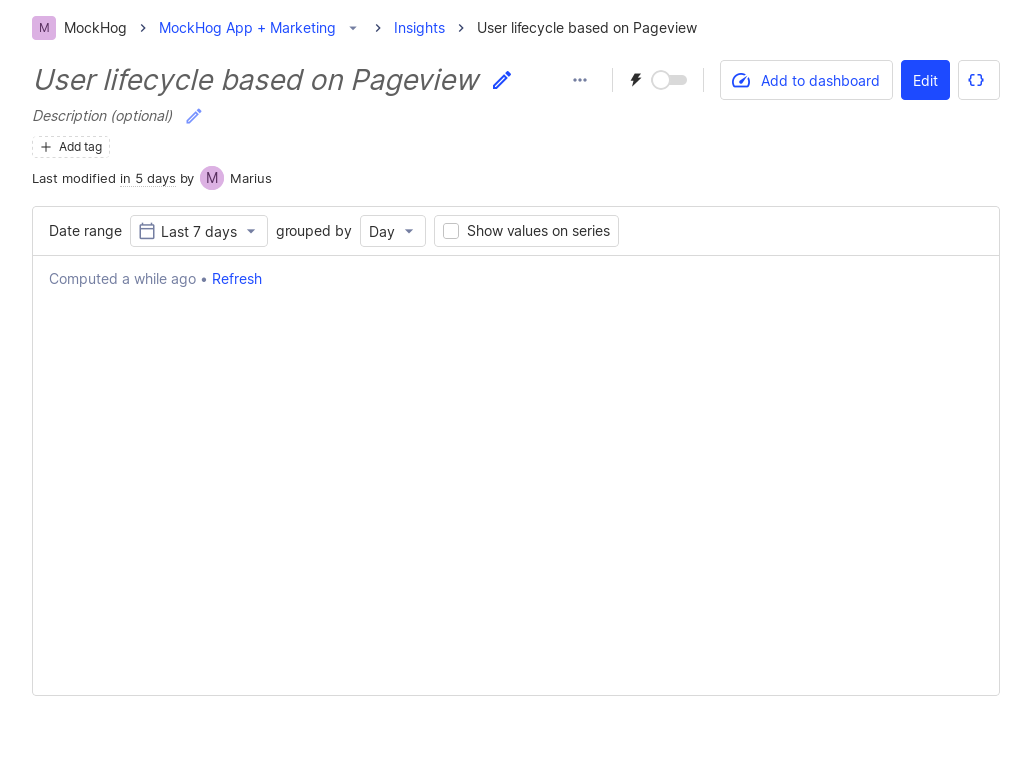 M MockHog MockHog App + Marketing Insights User lifecycle based on Pageview
User lifecycle based on Pageview
Add to dashboard Edit
Description (optional)
Add tag
Last modified in 5 days by M Marius
Date range Last 7 days grouped by Day Show values on series
Computed a while ago • Refresh